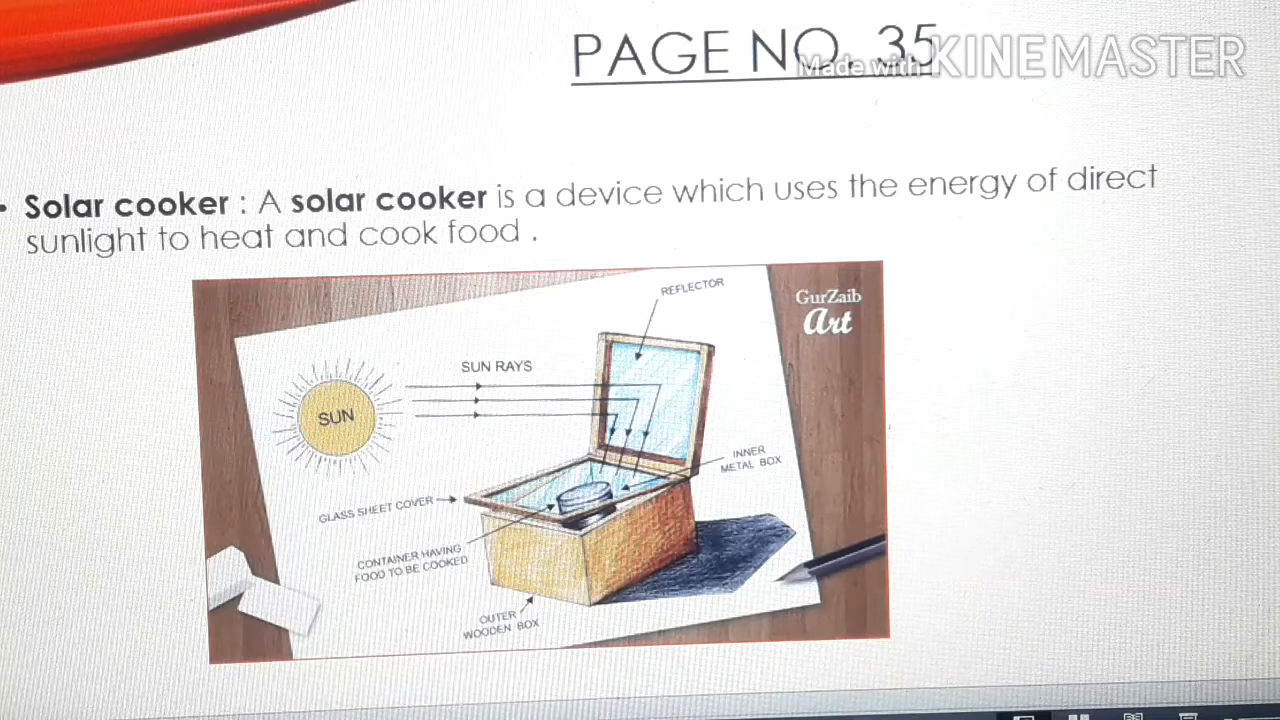 PAGE NO. 35
Made with KINEMASTER
• Solar cooker : A solar cooker is a device which uses the energy of direct
sunlight to heat and cook food .
REFLECTOR
GurZaib
Art
SUN RAYS
SUN
INNER
METAL BOX
GLASS SHEET COVER
CONTAINER HAVING
FOOD TO BE COOKED
OUTER
WOODEN BOX